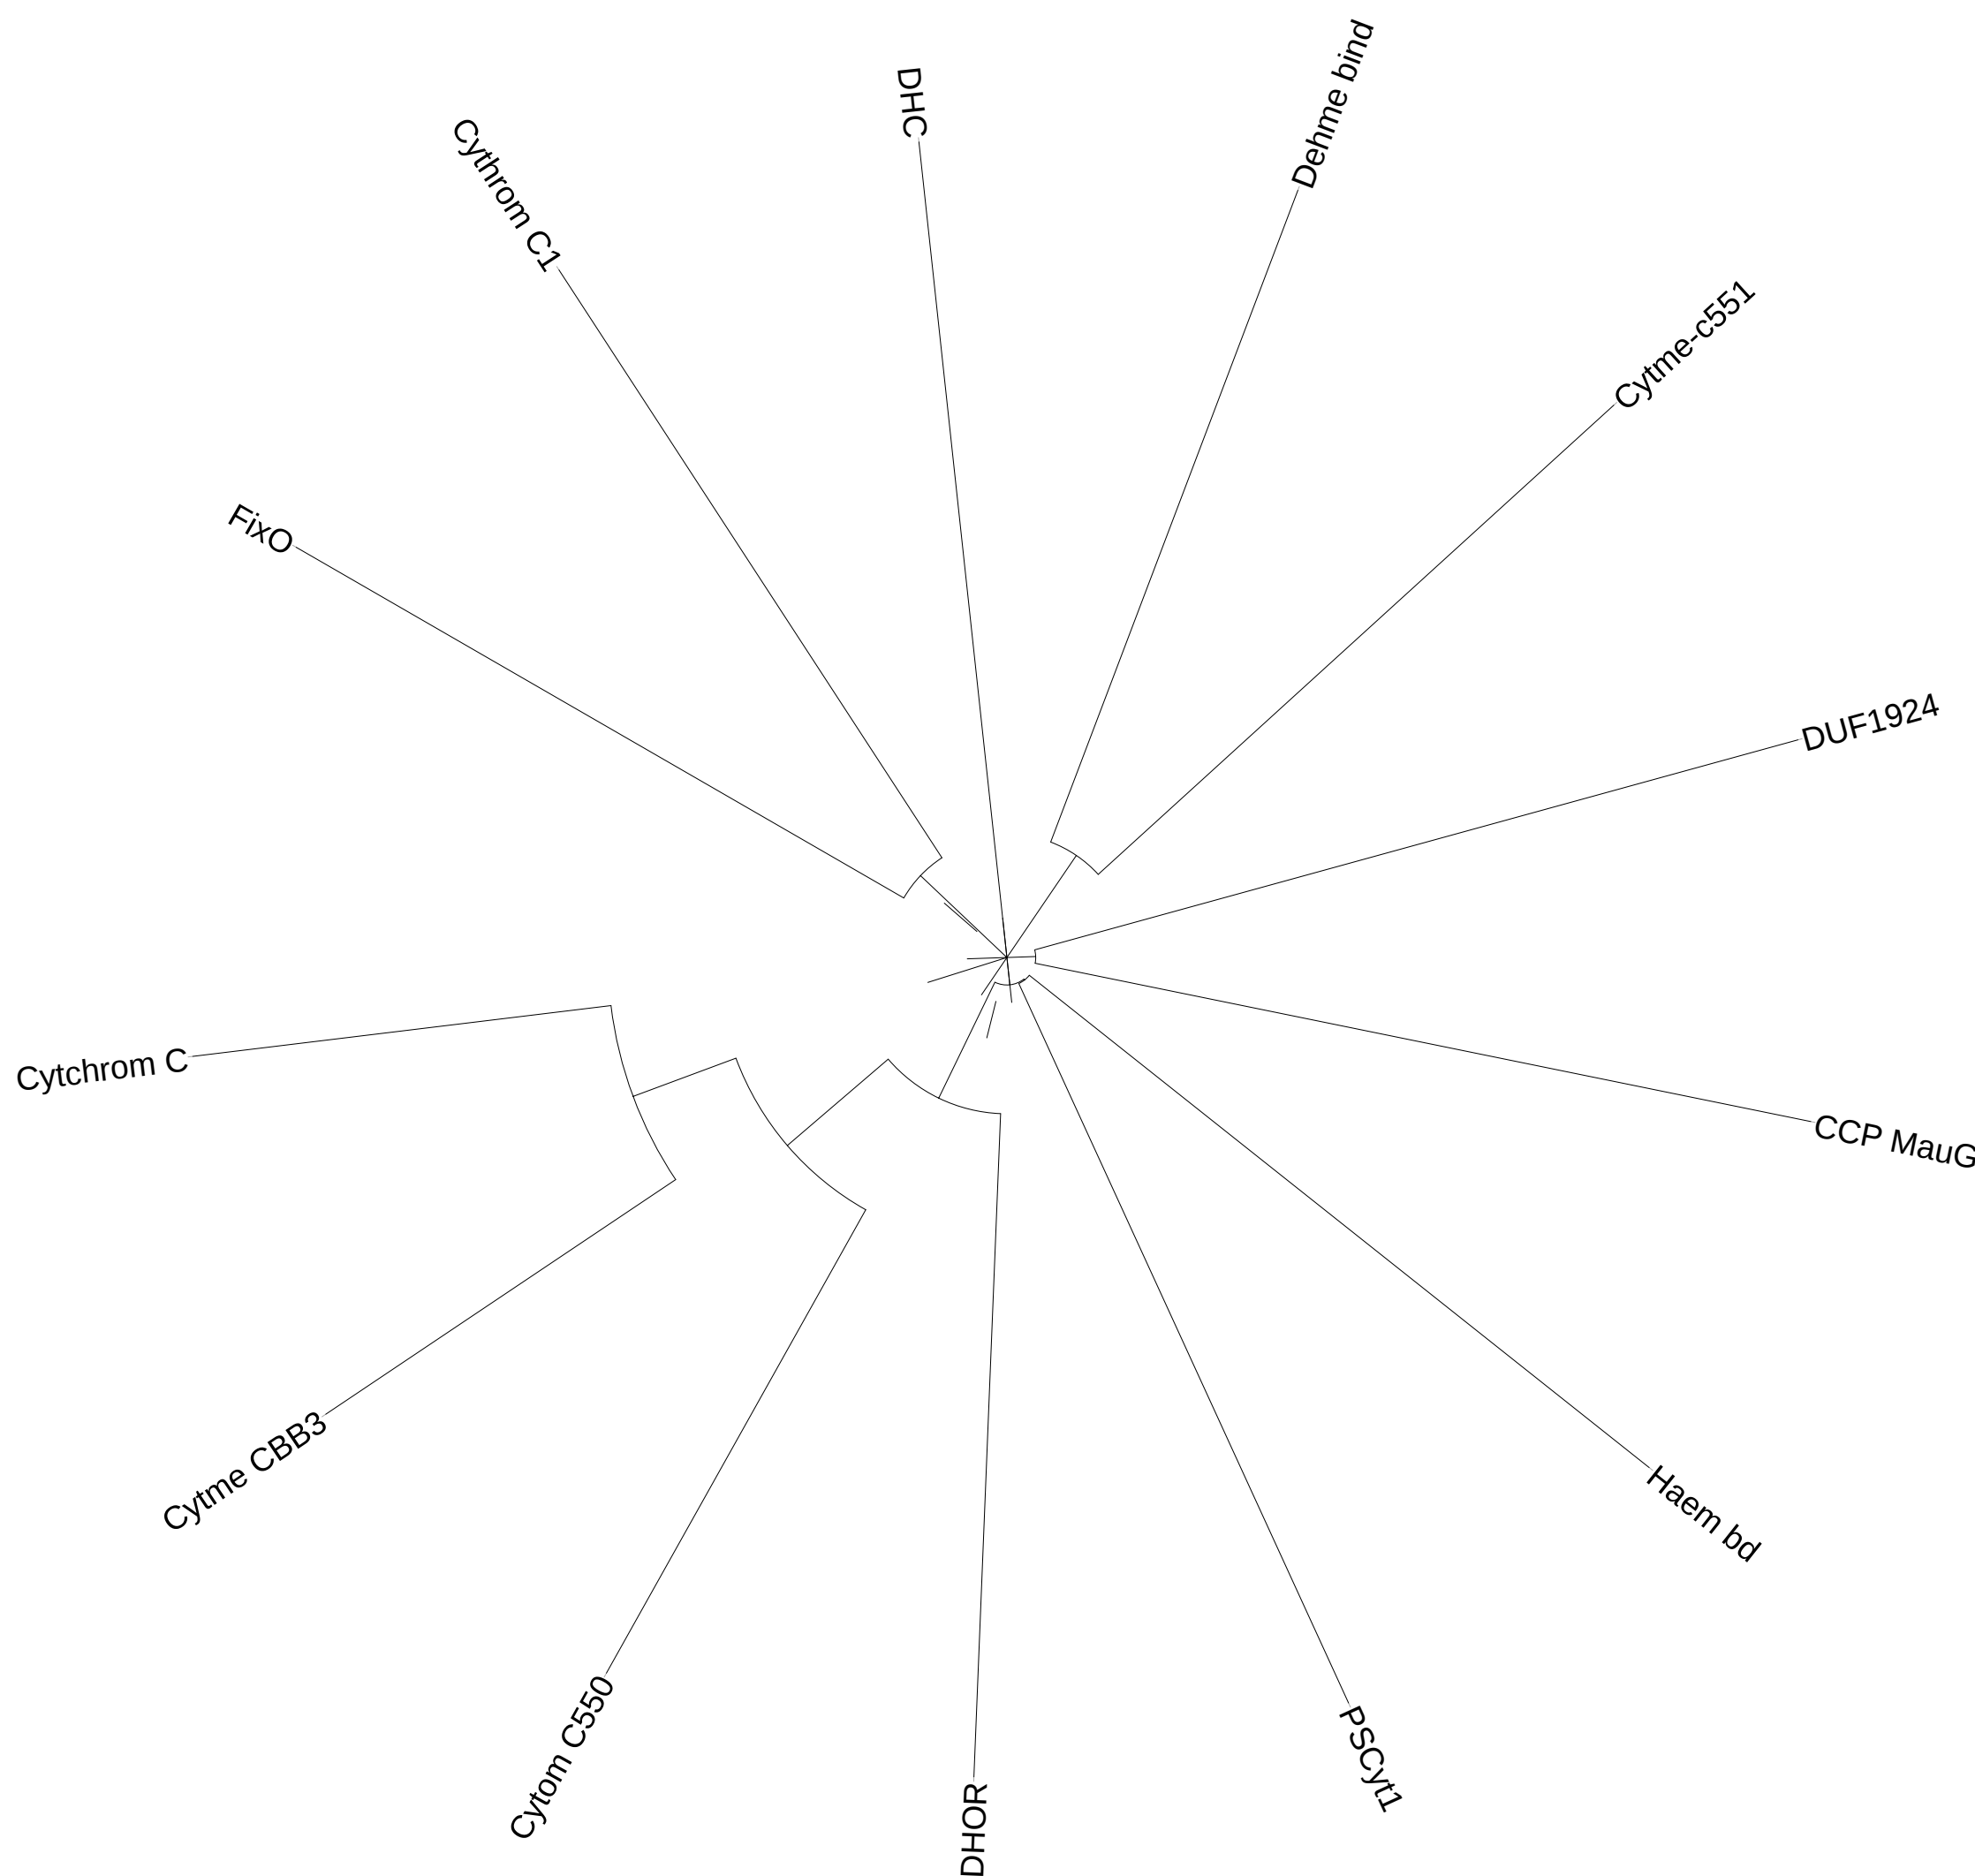 Dehme bind
DHC
Cythrom C1
Cytme-c551
FixO
DUF1924
Cytchrom C
CCP MauG
Cytme CBB3
Haem bd
Cytom C550
PSCyt1
DHOR